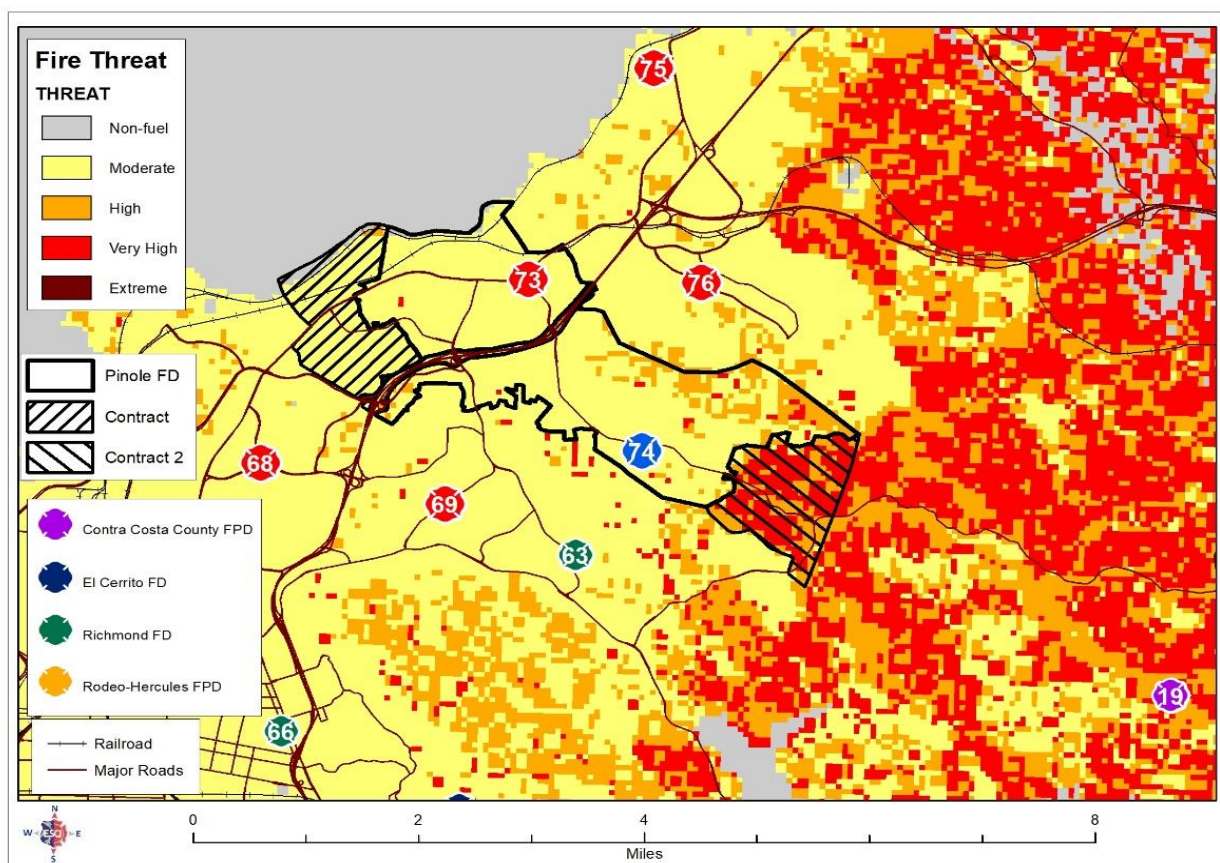 Fire Threat
THREAT
Non-fuel
Moderate
High
Very High
Extreme
Pinole FD
Contract
Contract 2
Contra Costa County FPD
El Cerrito FD
Richmond FD
Rodeo-Hercules FPD
Railroad
Major Roads
75
73
76
68
74
69
63
19
66
N
W
ESCI
E
S
0
2
4
8
Miles